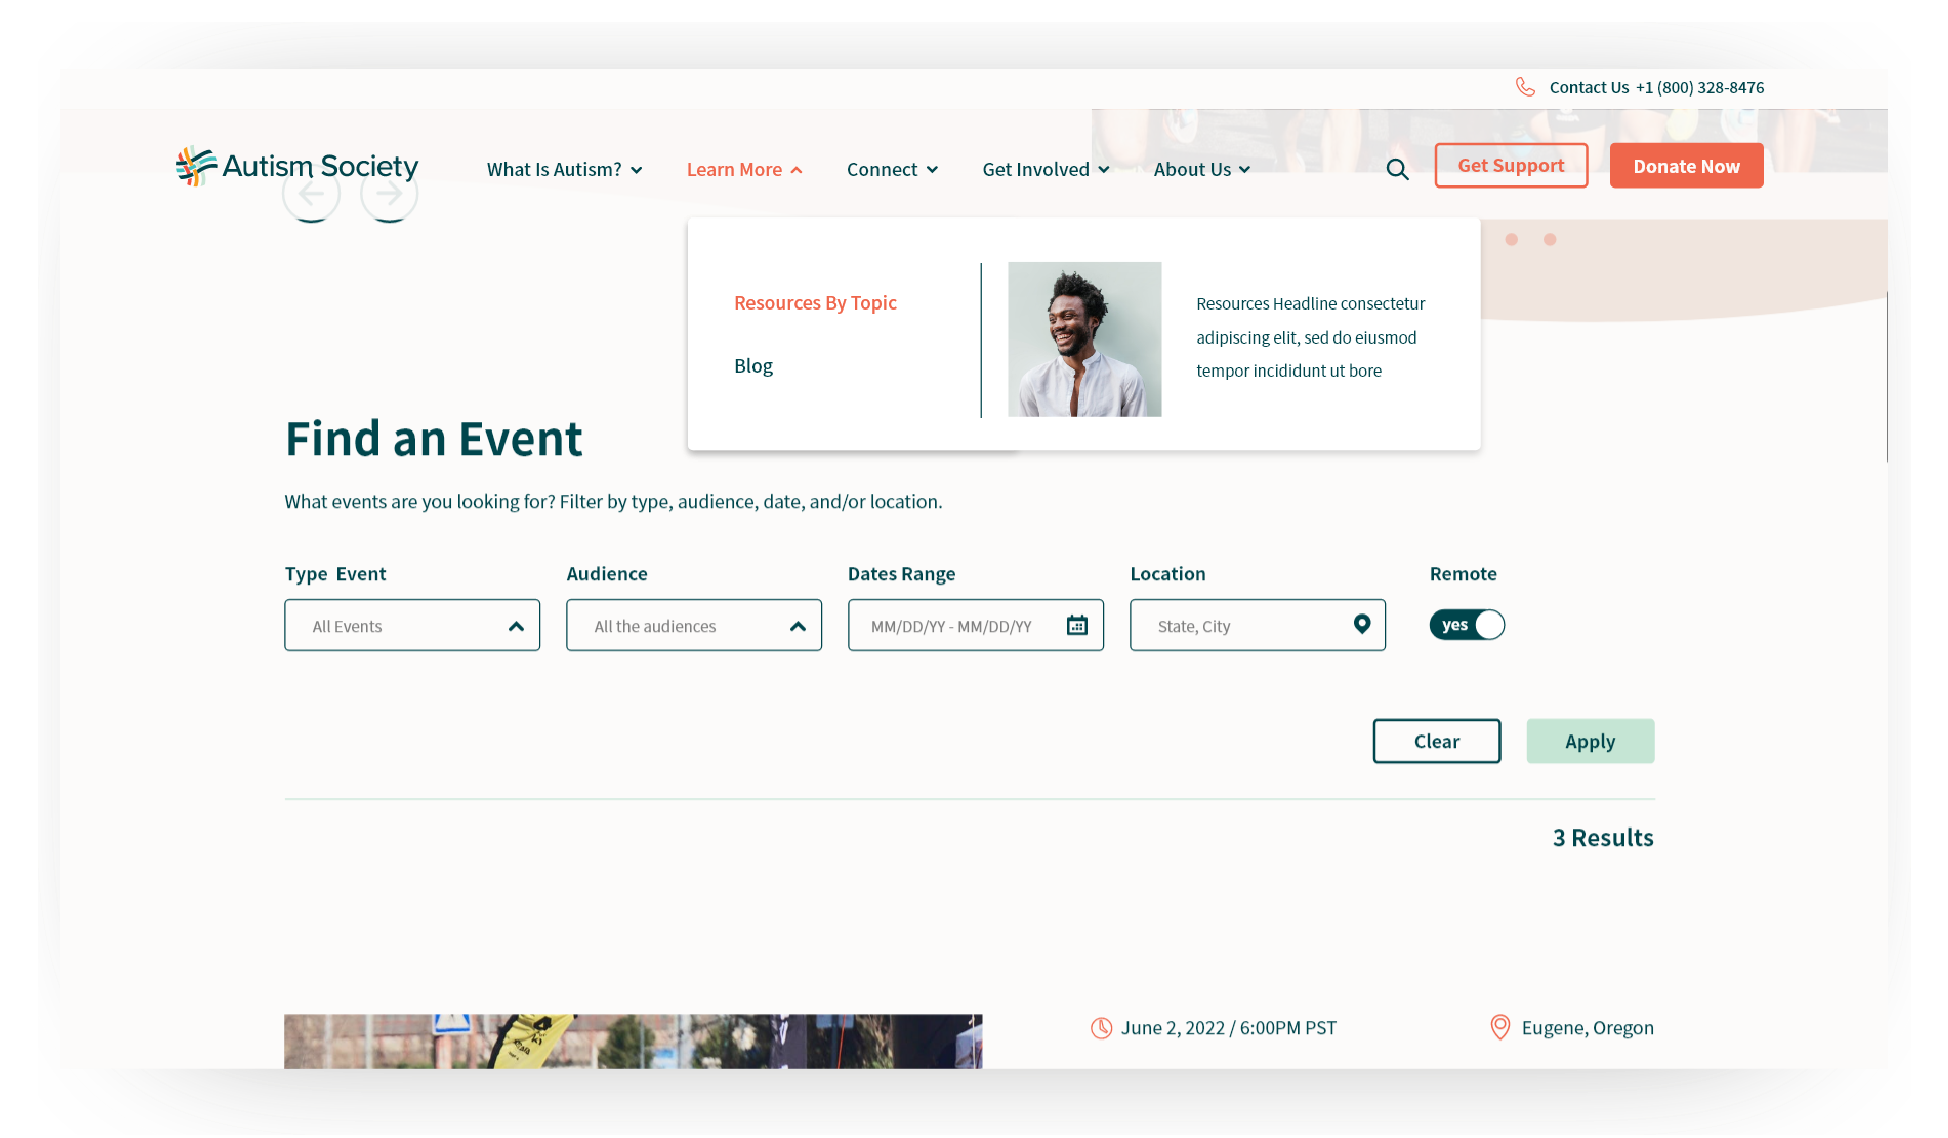 Contact Us +1 (800) 328-8476
Autism Society
What Is Autism?
Learn More
Connect
Get Involved
About Us
Get Support
Donate Now
Resources By Topic
Blog
Resources Headline consectetur
adipiscing elit, sed do eiusmod
tempor incididunt ut bore
Find an Event
What events are you looking for? Filter by type, audience, date, and/or location.
Type Event
Audience
Dates Range
Location
Remote
All Events
All the audiences
MM/DD/YY - MM/DD/YY
State, City
yes
Clear
Apply
3 Results
June 2, 2022 / 6:00PM PST
Eugene, Oregon